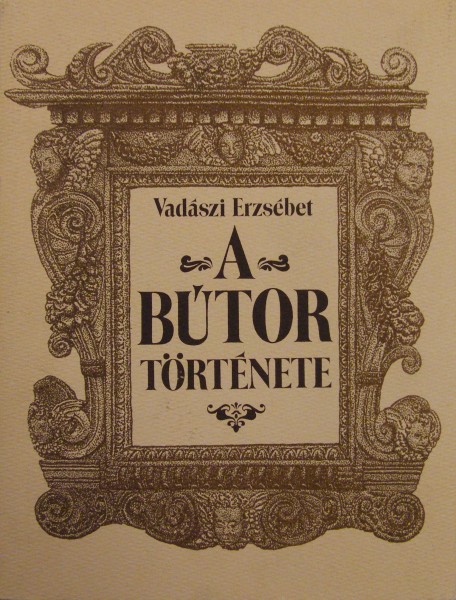 Vadászi Erzsébet
A
BÚTOR
TÖRTÉNETE